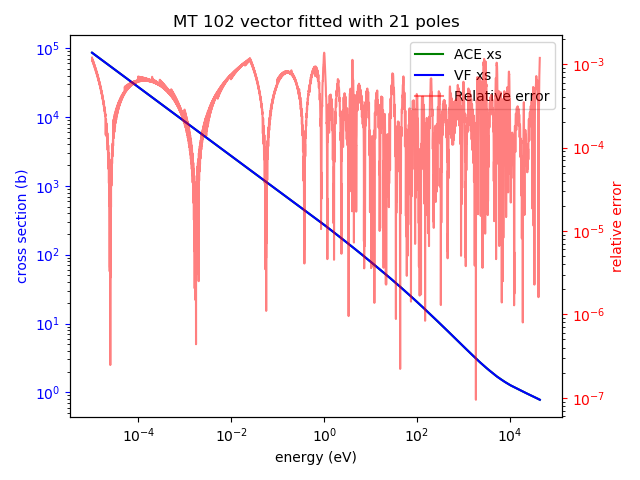 MT 102 vector fitted with 21 poles
ACE xs
VF xs
Relative error
cross section (b)
10^5
10^4
10^3
10^2
10^1
10^0
10^-3
10^-4
10^-5
10^-6
10^-7
relative error
10^-4 10^-2 10^0 10^2 10^4
energy (eV)